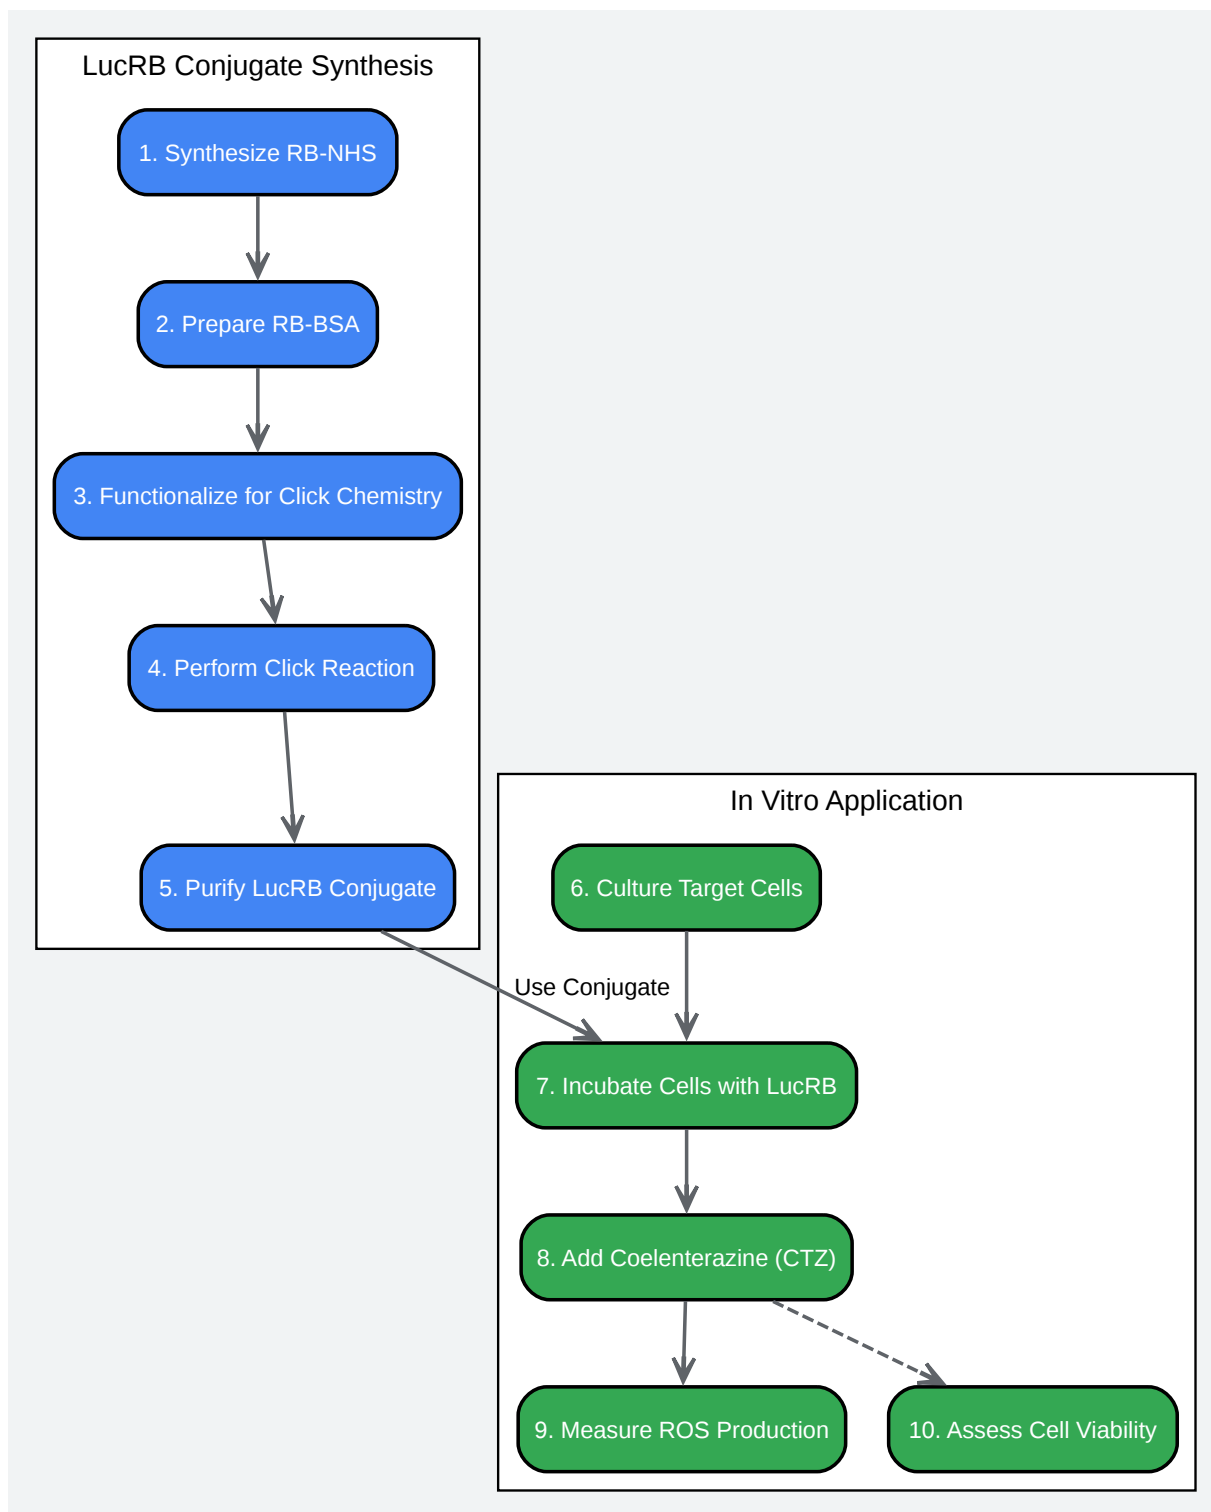 LucRB Conjugate Synthesis
1. Synthesize RB-NHS
2. Prepare RB-BSA
3. Functionalize for Click Chemistry
4. Perform Click Reaction
5. Purify LucRB Conjugate
In Vitro Application
6. Culture Target Cells
Use Conjugate
7. Incubate Cells with LucRB
8. Add Coelenterazine (CTZ)
9. Measure ROS Production
10. Assess Cell Viability